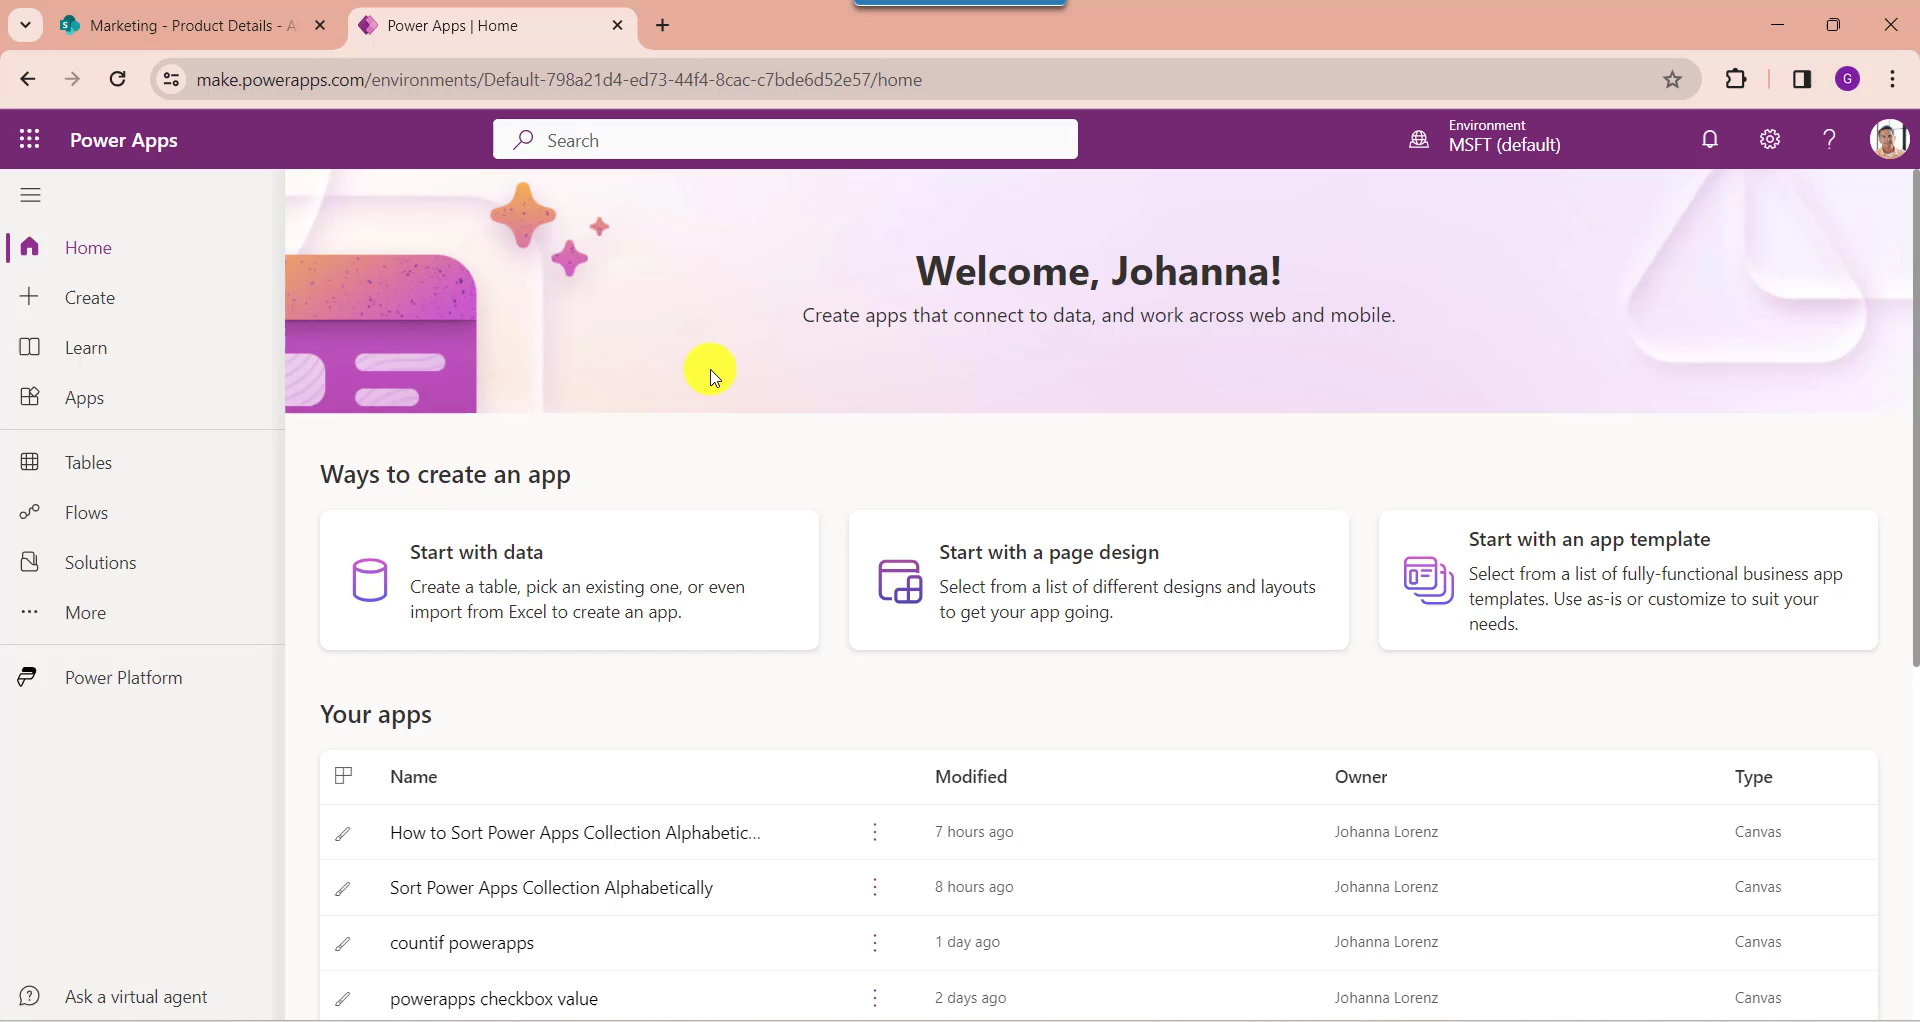 Marketing - Product Details - A
Power Apps | Home
make.powerapps.com/environments/Default-798a21d4-ed73-44f4-8cac-c7bde6d52e57/home
G
Power Apps
Search
Environment
MSFT (default)
Home
Create
Learn
Apps
Tables
Flows
Solutions
More
Power Platform
Ask a virtual agent
Welcome, Johanna!
Create apps that connect to data, and work across web and mobile.
Ways to create an app
Start with data
Create a table, pick an existing one, or even
import from Excel to create an app.
Start with a page design
Select from a list of different designs and layouts
to get your app going.
Start with an app template
Select from a list of fully-functional business app
templates. Use as-is or customize to suit your
needs.
Your apps
Name Modified Owner Type
How to Sort Power Apps Collection Alphabetic... 7 hours ago Johanna Lorenz Canvas
Sort Power Apps Collection Alphabetically 8 hours ago Johanna Lorenz Canvas
countif powerapps 1 day ago Johanna Lorenz Canvas
powerapps checkbox value 2 days ago Johanna Lorenz Canvas